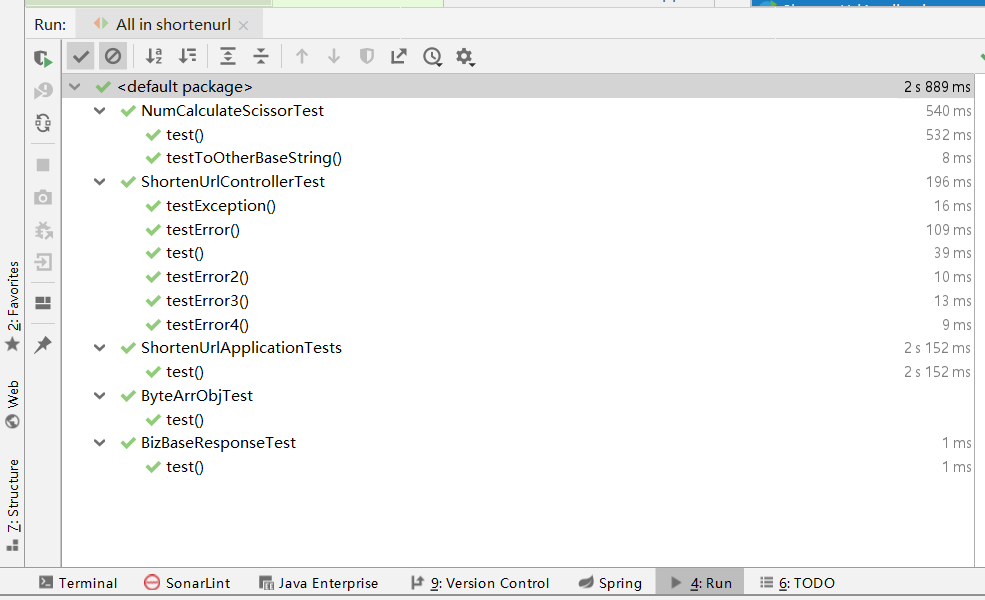 Run: All in shortenurl
<default package> 2 s 889 ms
NumCalculateScissorTest 540 ms
test() 532 ms
testToOtherBaseString() 8 ms
ShortenUrlControllerTest 196 ms
testException() 16 ms
testError() 109 ms
test() 39 ms
testError2() 10 ms
testError3() 13 ms
testError4() 9 ms
ShortenUrlApplicationTests 2 s 152 ms
test() 2 s 152 ms
ByteArrObjTest
test()
BizBaseResponseTest 1 ms
test() 1 ms
2: Favorites
Web
7: Structure
Terminal SonarLint Java Enterprise 9: Version Control Spring 4: Run 6: TODO